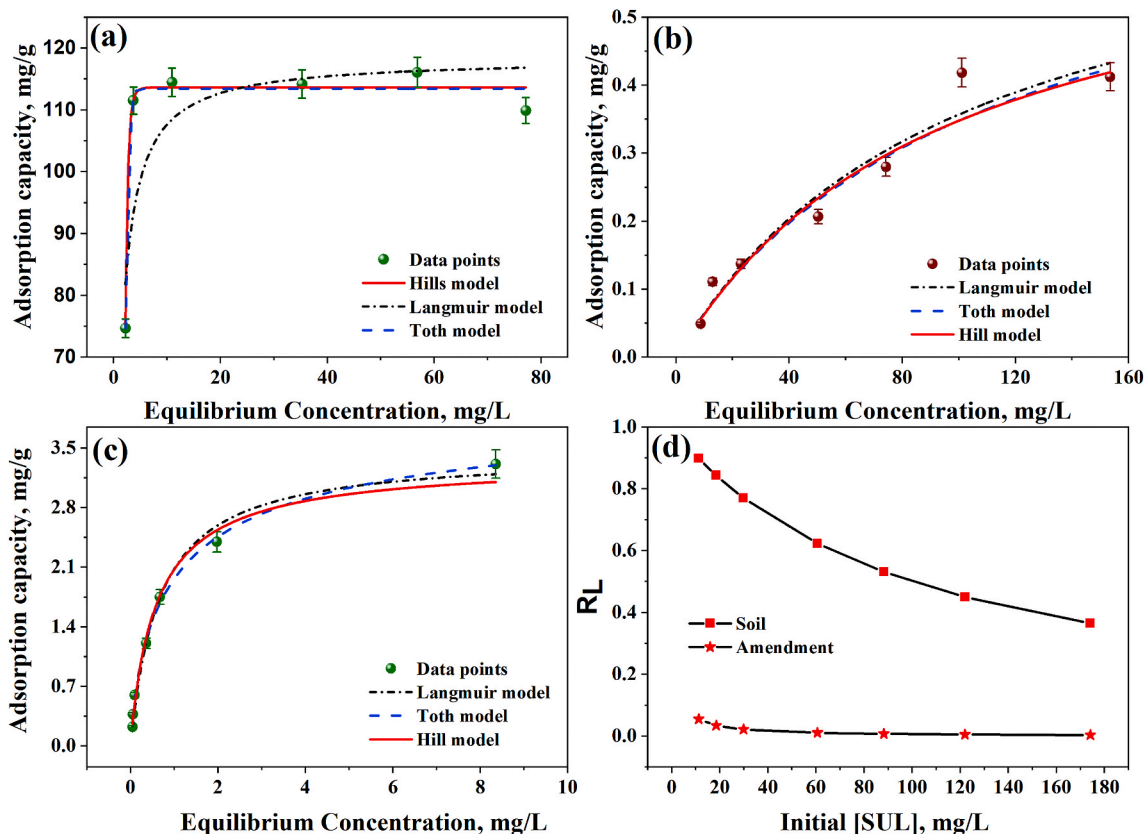 (a)
Adsorption capacity, mg/g
120
110
100
90
80
70
0
20
40
60
80
Equilibrium Concentration, mg/L
Data points
Hills model
Langmuir model
Toth model
(b)
Adsorption capacity, mg/g
0.5
0.4
0.3
0.2
0.1
0.0
0
40
80
120
160
Equilibrium Concentration, mg/L
Data points
Langmuir model
Toth model
Hill model
(c)
Adsorption capacity, mg/g
3.5
2.8
2.1
1.4
0.7
0.0
0
2
4
6
8
10
Equilibrium Concentration, mg/L
Data points
Langmuir model
Toth model
Hill model
(d)
RL
1.0
0.8
0.6
0.4
0.2
0.0
0
20
40
60
80
100
120
140
160
180
Initial [SUL], mg/L
Soil
Amendment